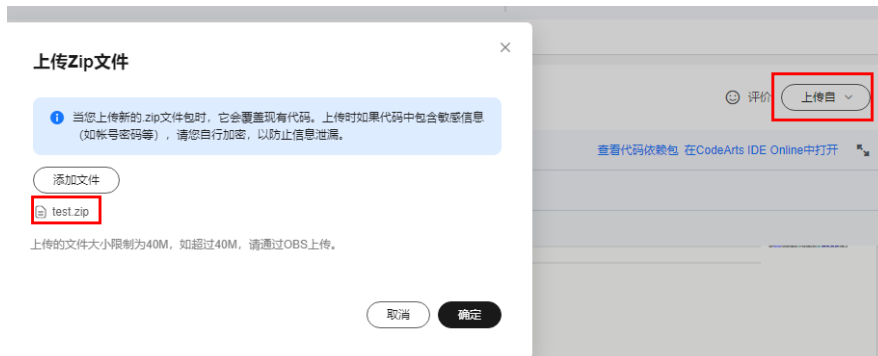 上传Zip文件
当您上传新的.zip文件包时，它会覆盖现有代码。上传时如果代码中包含敏感信息
（如帐号密码等），请您自行加密，以防止信息泄漏。
添加文件
test.zip
上传的文件大小限制为40M，如超过40M，请通过OBS上传。
取消
确定
评价
上传自
查看代码依赖包 在CodeArts IDE Online中打开